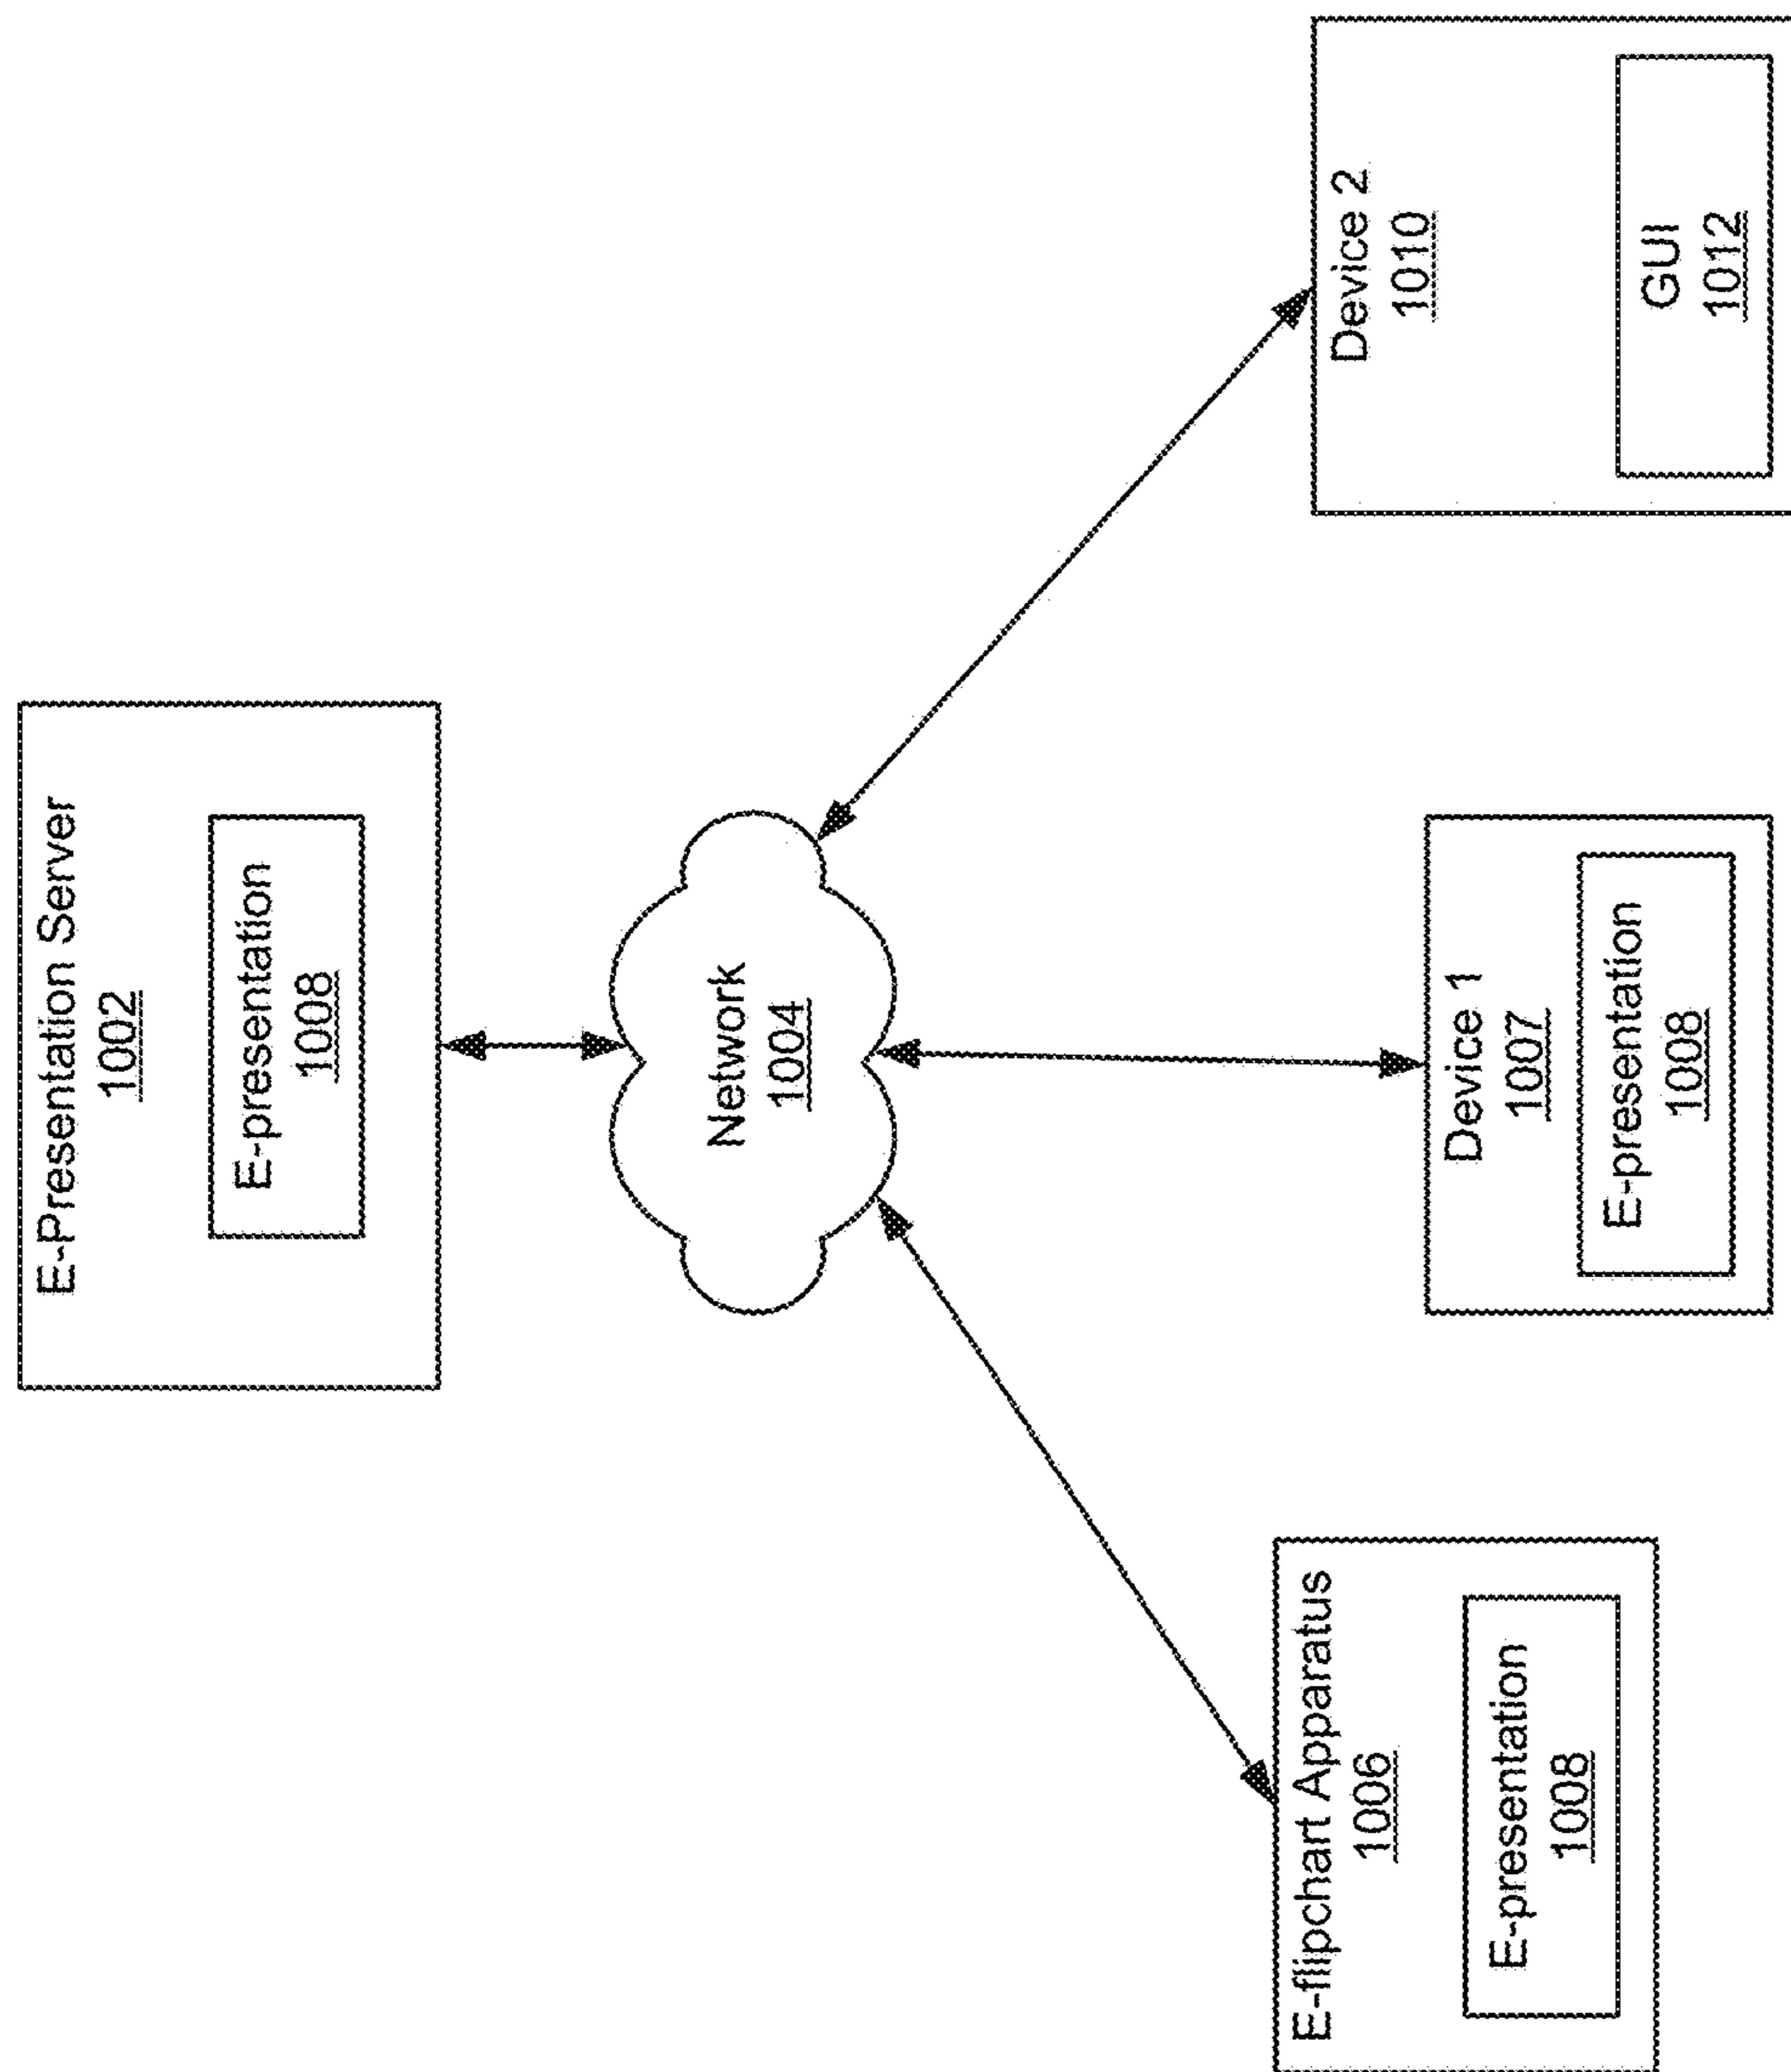 E-Presentation Server
1002
E-presentation
1008
Network
1004
E-flipchart Apparatus
1006
E-presentation
1008
Device 1
1007
E-presentation
1008
Device 2
1010
GUI
1012